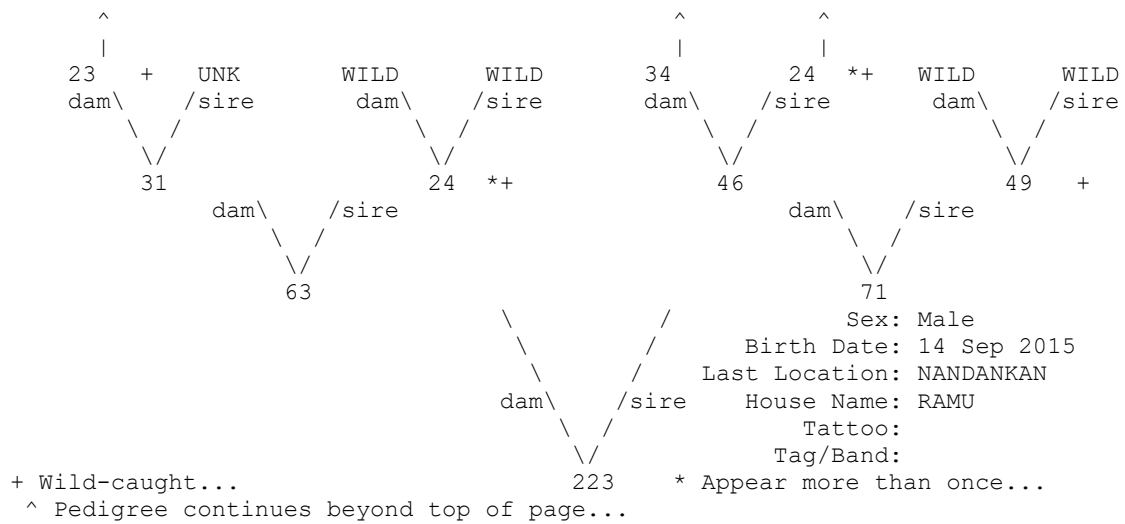 ^ ^ ^
| | |
23 + UNK WILD WILD 34 24 *+ WILD WILD
dam\ /sire dam\ /sire dam\ /sire dam\ /sire
\ / \ / \ / \ /
\/ \/ \/ \/
31 24 *+ 46 49 +
dam\ /sire dam\ /sire
\ / \ /
\/ \/
63 71
\ / Sex: Male
\ / Birth Date: 14 Sep 2015
\ / Last Location: NANDANKAN
dam\ /sire House Name: RAMU
\ / Tattoo:
\/ Tag/Band:
+ Wild-caught... 223 * Appear more than once...
^ Pedigree continues beyond top of page...